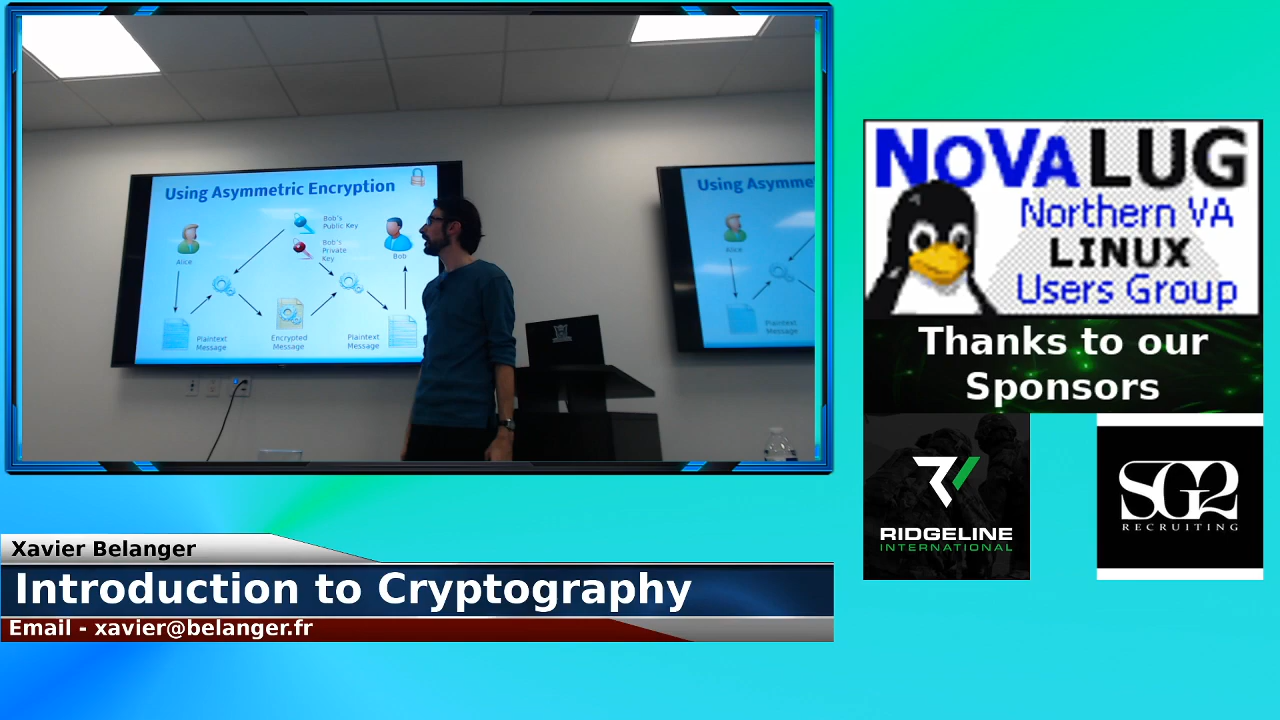 Using Asymmetric Encryption
Bob's
Public Key
Bob's
Private
Key
Alice
Bob
Plaintext
Message
Encrypted
Message
Plaintext
Message
Using Asymme
Alice
Plaintext
Message
NoVALUG
Northern VA
LINUX
Users Group
Thanks to our
Sponsors
RIDGELINE
INTERNATIONAL
SG2
RECRUITING
Xavier Belanger
Introduction to Cryptography
Email - xavier@belanger.fr